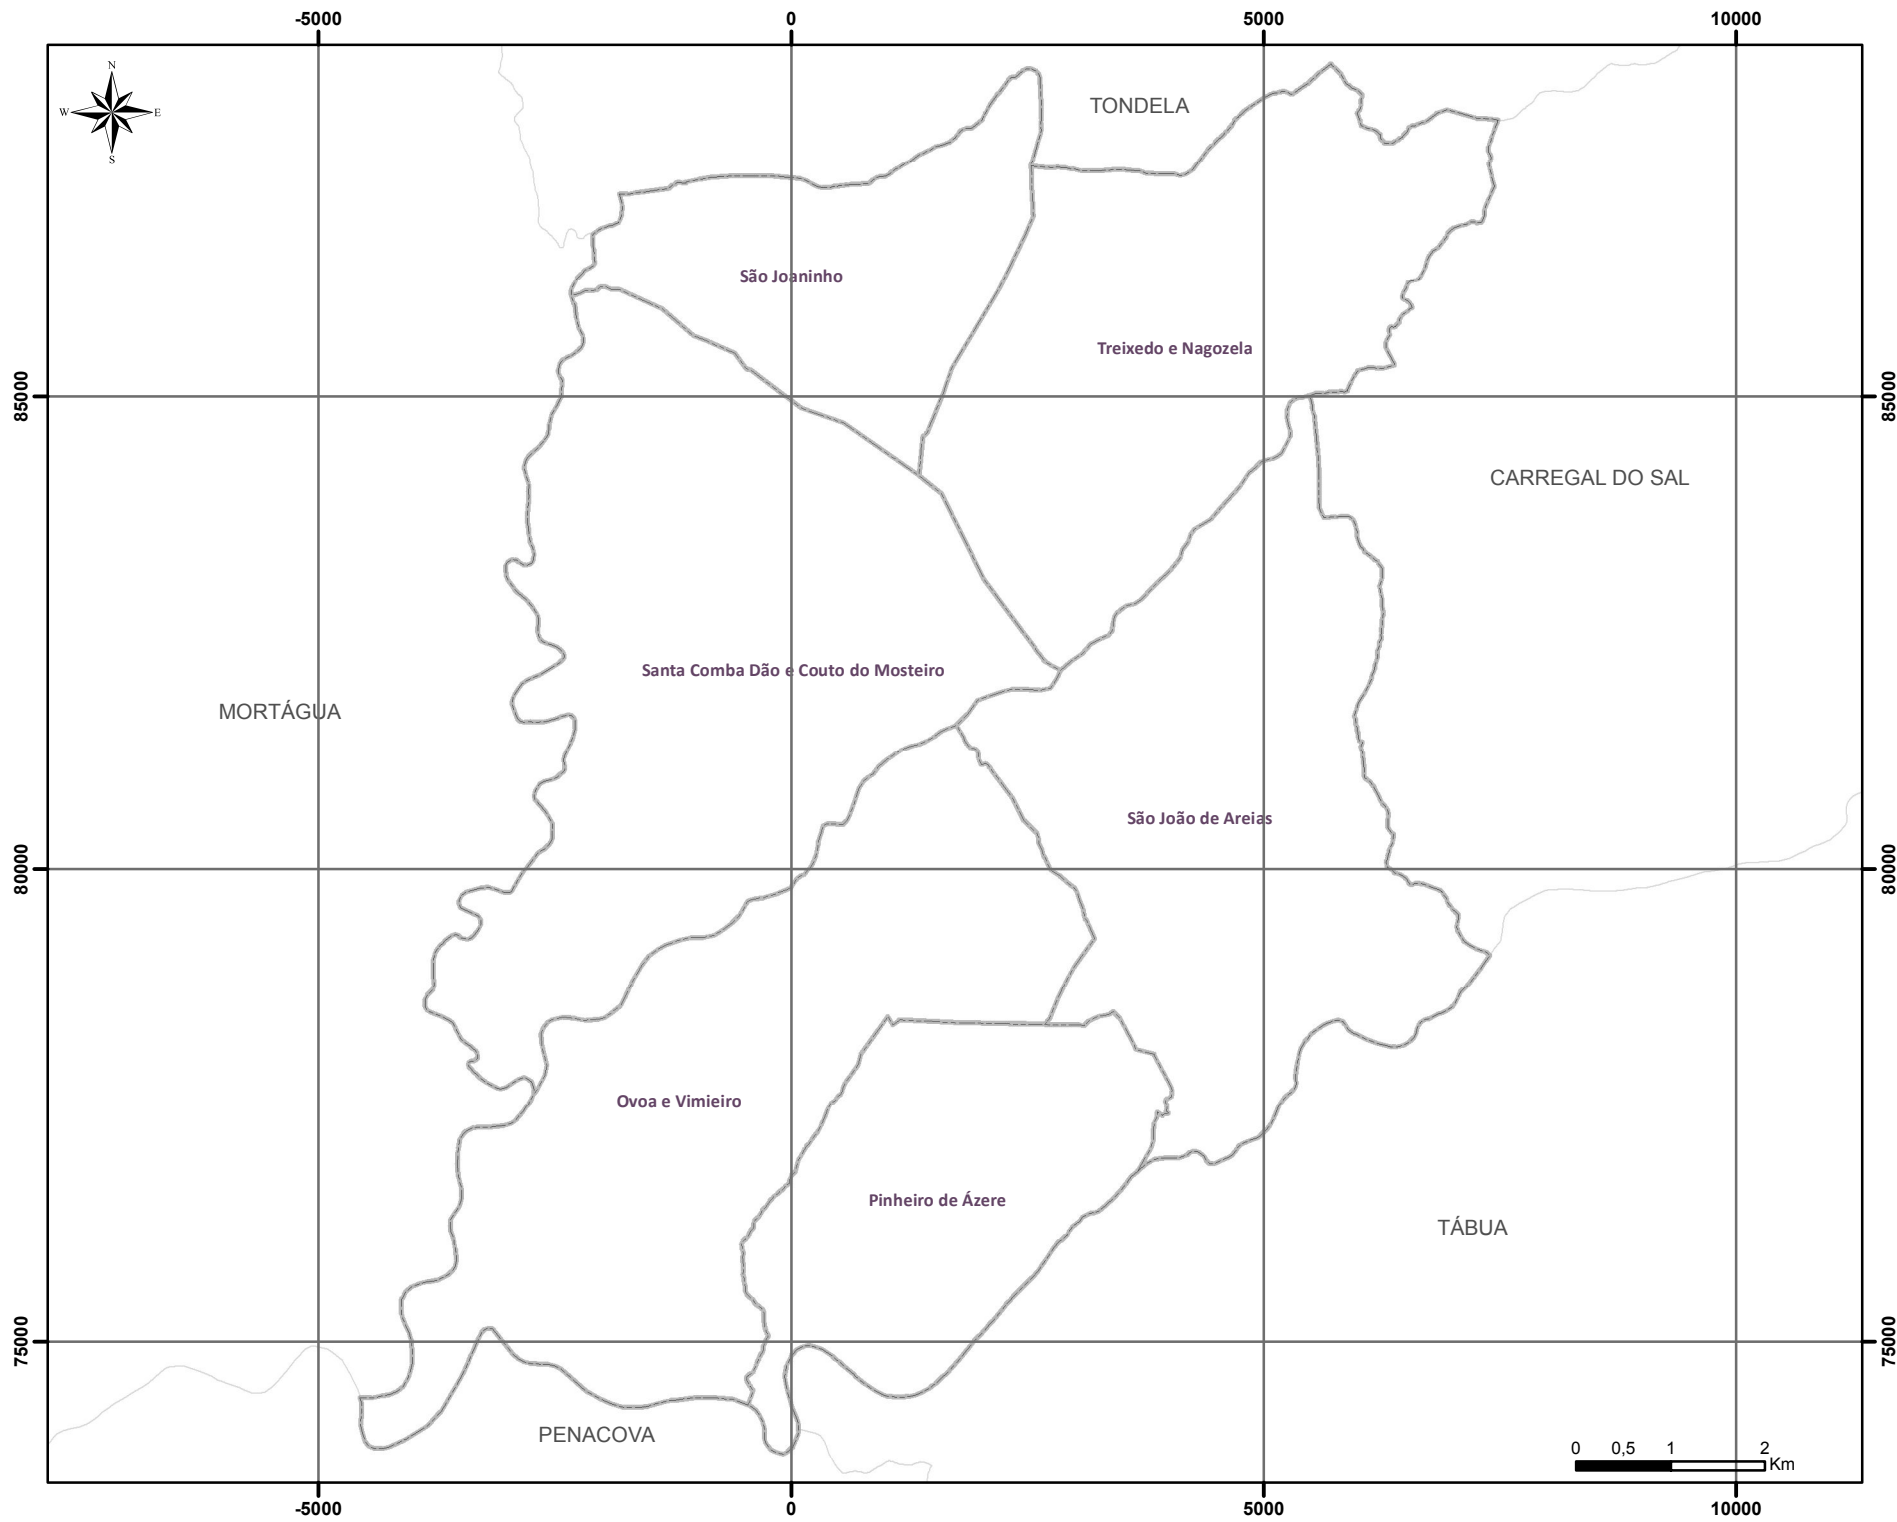 -5000 0 5000 10000
N
W E
S
TONDELA
São Joaninho
Treixedo e Nagozela
85000 85000
CARREGAL DO SAL
Santa Comba Dão e Couto do Mosteiro
MORTÁGUA
São João de Areias
80000 80000
Ovoa e Vimieiro
Pinheiro de Ázere
TÁBUA
75000 75000
PENACOVA
0 0,5 1 2
Km
-5000 0 5000 10000